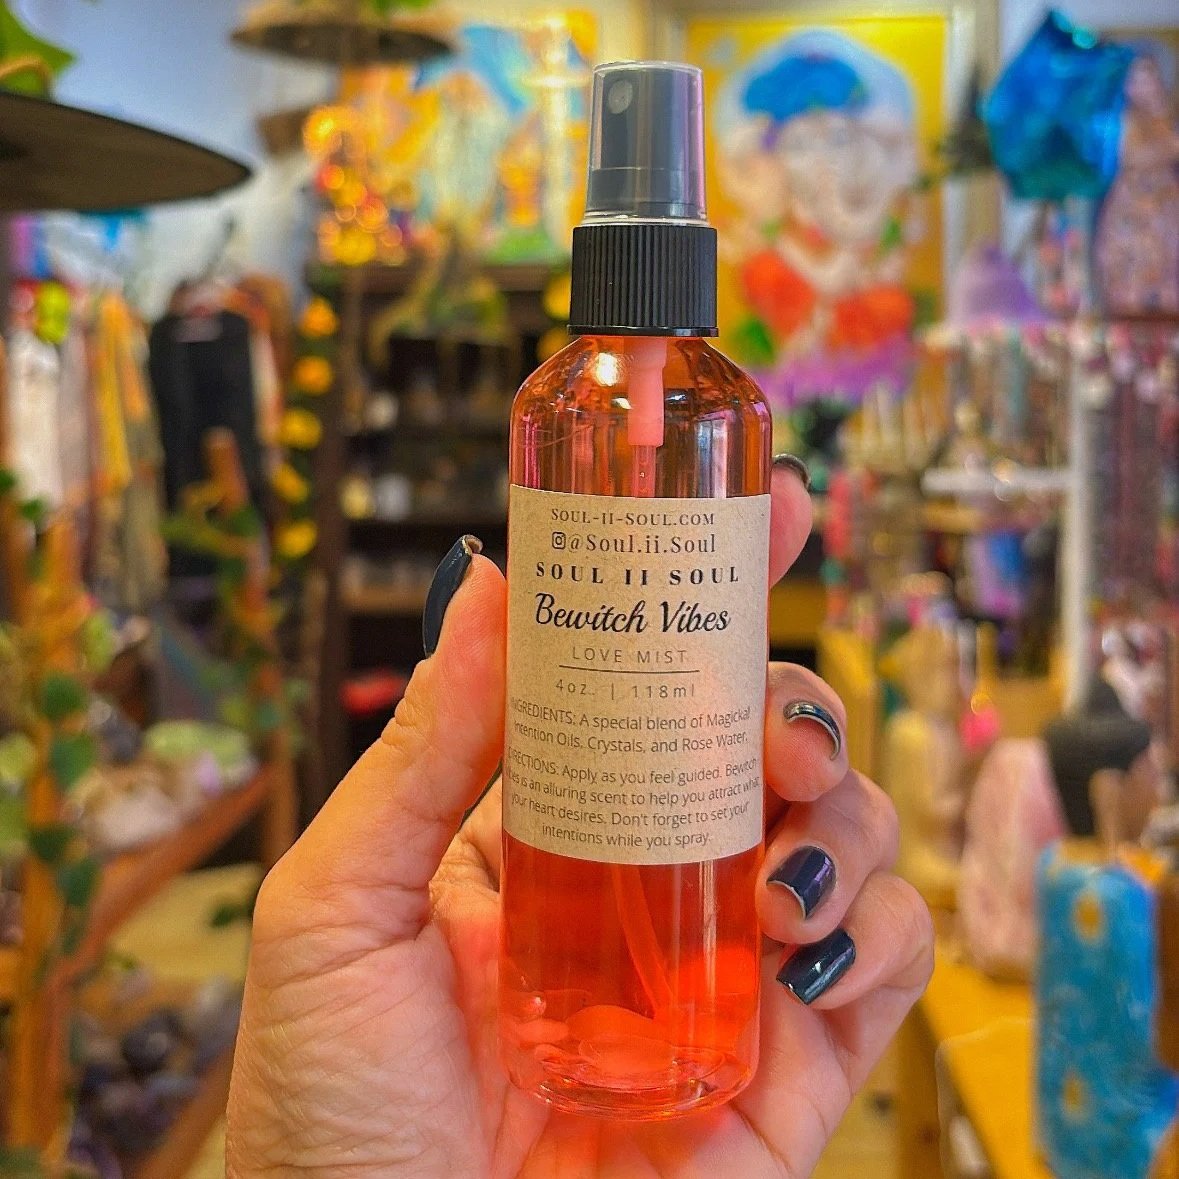 SOUL-II-SOUL.COM
@Soul.ii.Soul
SOUL II SOUL
Bewitch Vibes
LOVE MIST
4oz. | 118ml
INGREDIENTS: A special blend of Magickal
Intention Oils, Crystals, and Rose Water.
DIRECTIONS: Apply as you feel guided. Bewitch
Vibes is an alluring scent to help you attract what
your heart desires. Don't forget to set your
intentions while you spray.